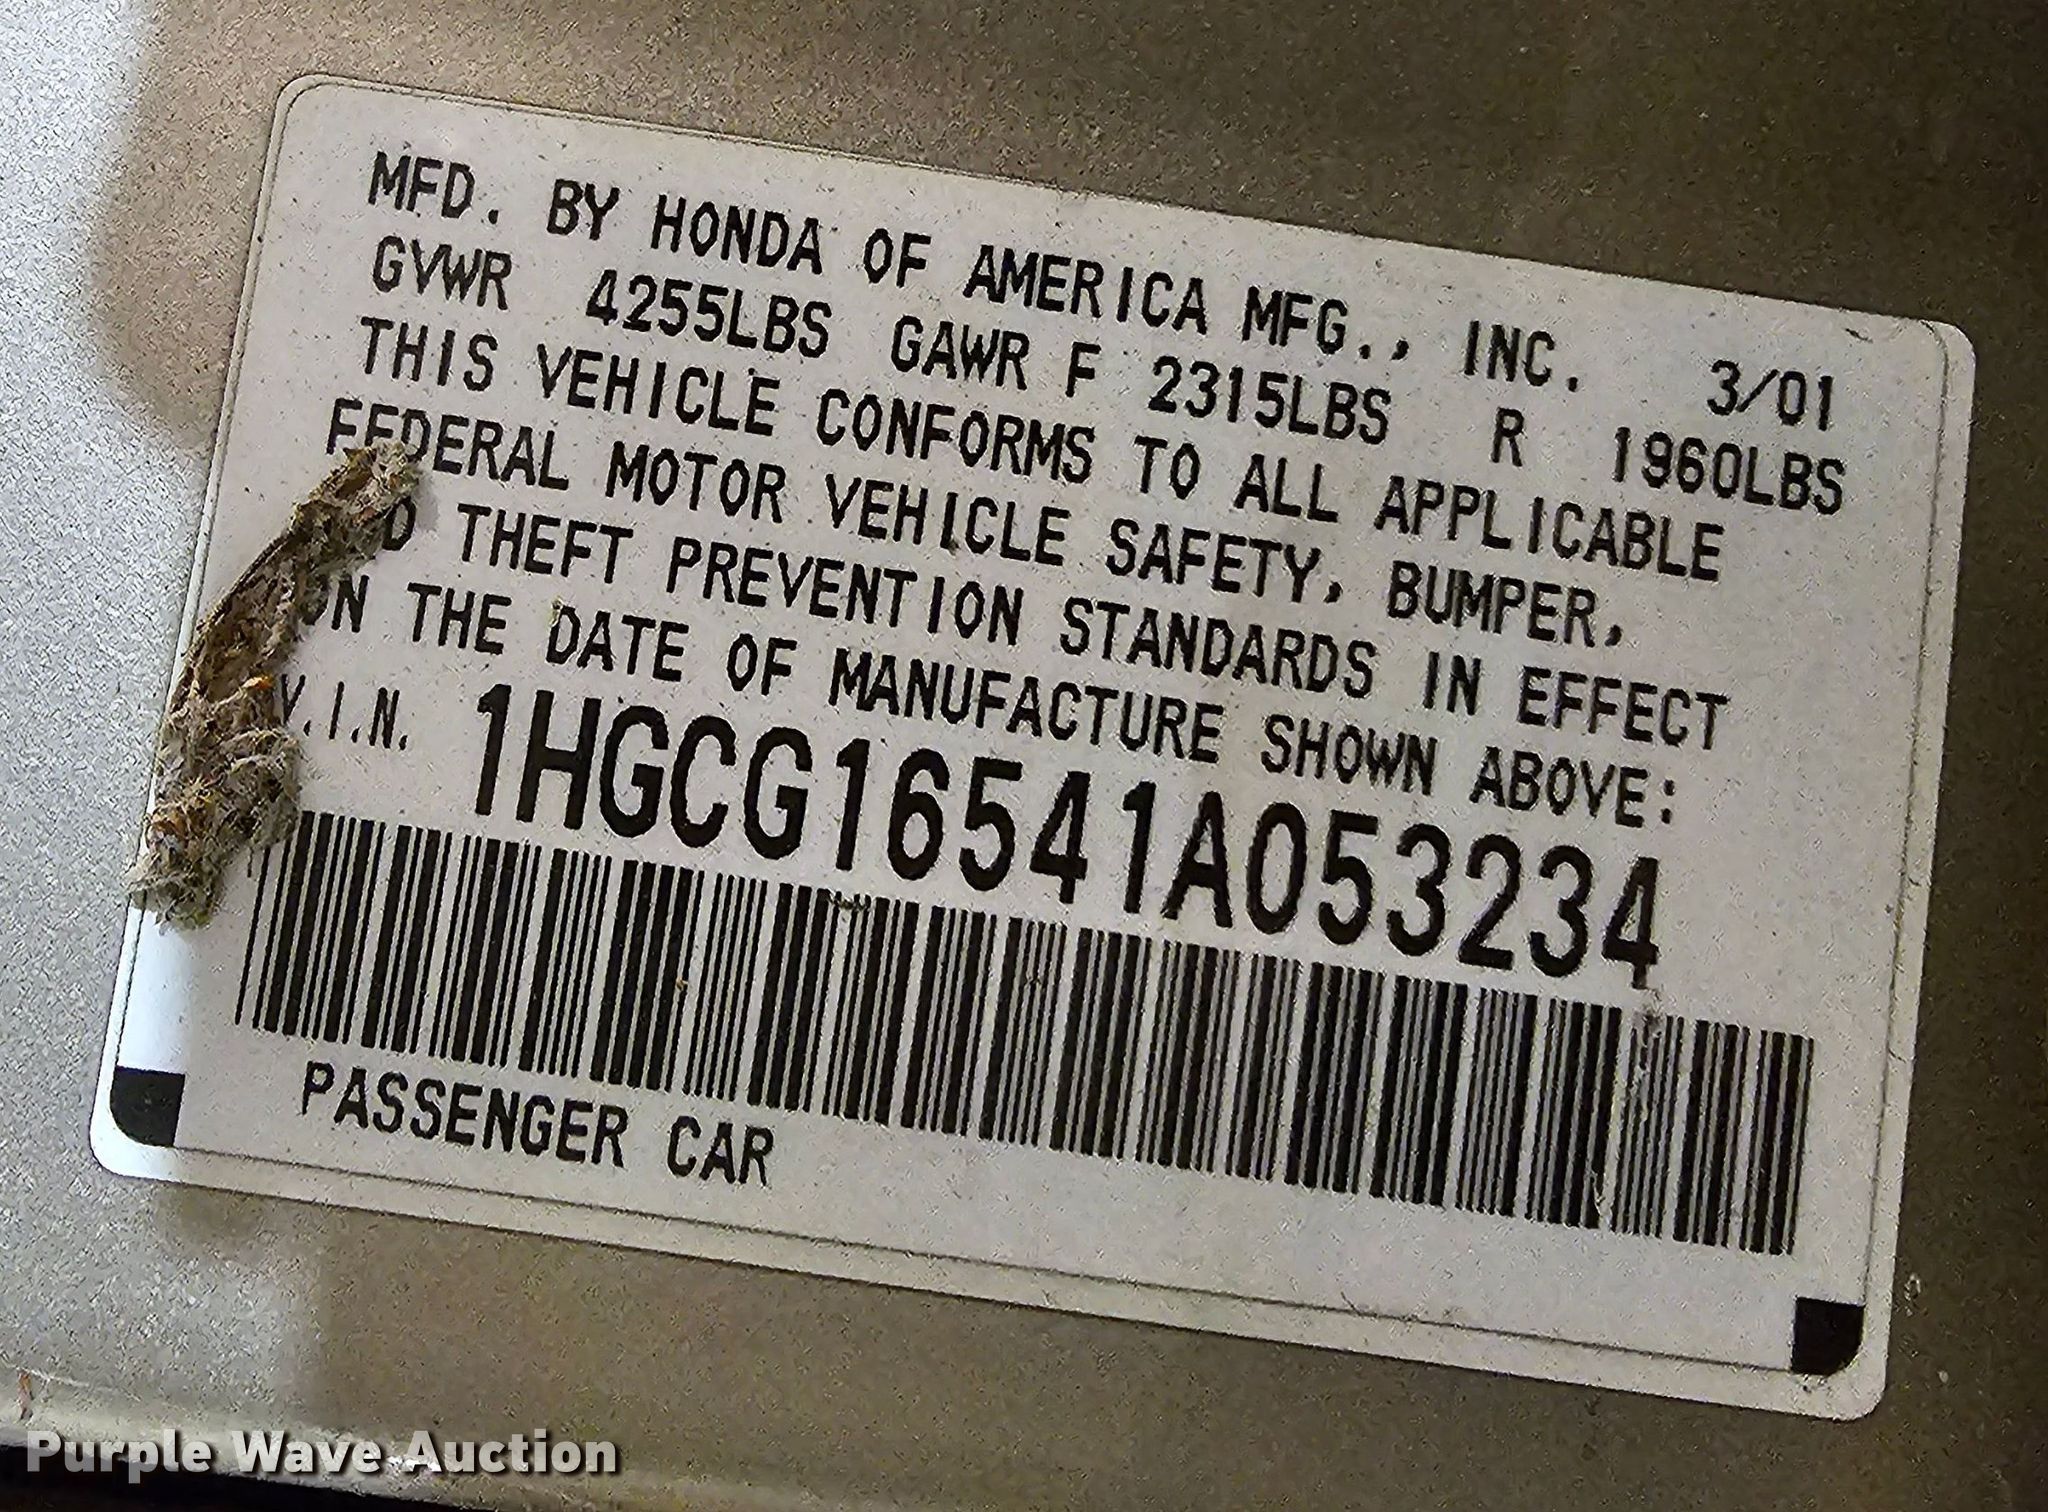 MFD. BY HONDA OF AMERICA MFG., INC. 3/01
GVWR 4255LBS GAWR F 2315LBS R 1960LBS
THIS VEHICLE CONFORMS TO ALL APPLICABLE
FEDERAL MOTOR VEHICLE SAFETY, BUMPER,
THEFT PREVENTION STANDARDS IN EFFECT
ON THE DATE OF MANUFACTURE SHOWN ABOVE:
V.I.N. 1HGCG16541A053234
PASSENGER CAR
Purple Wave Auction